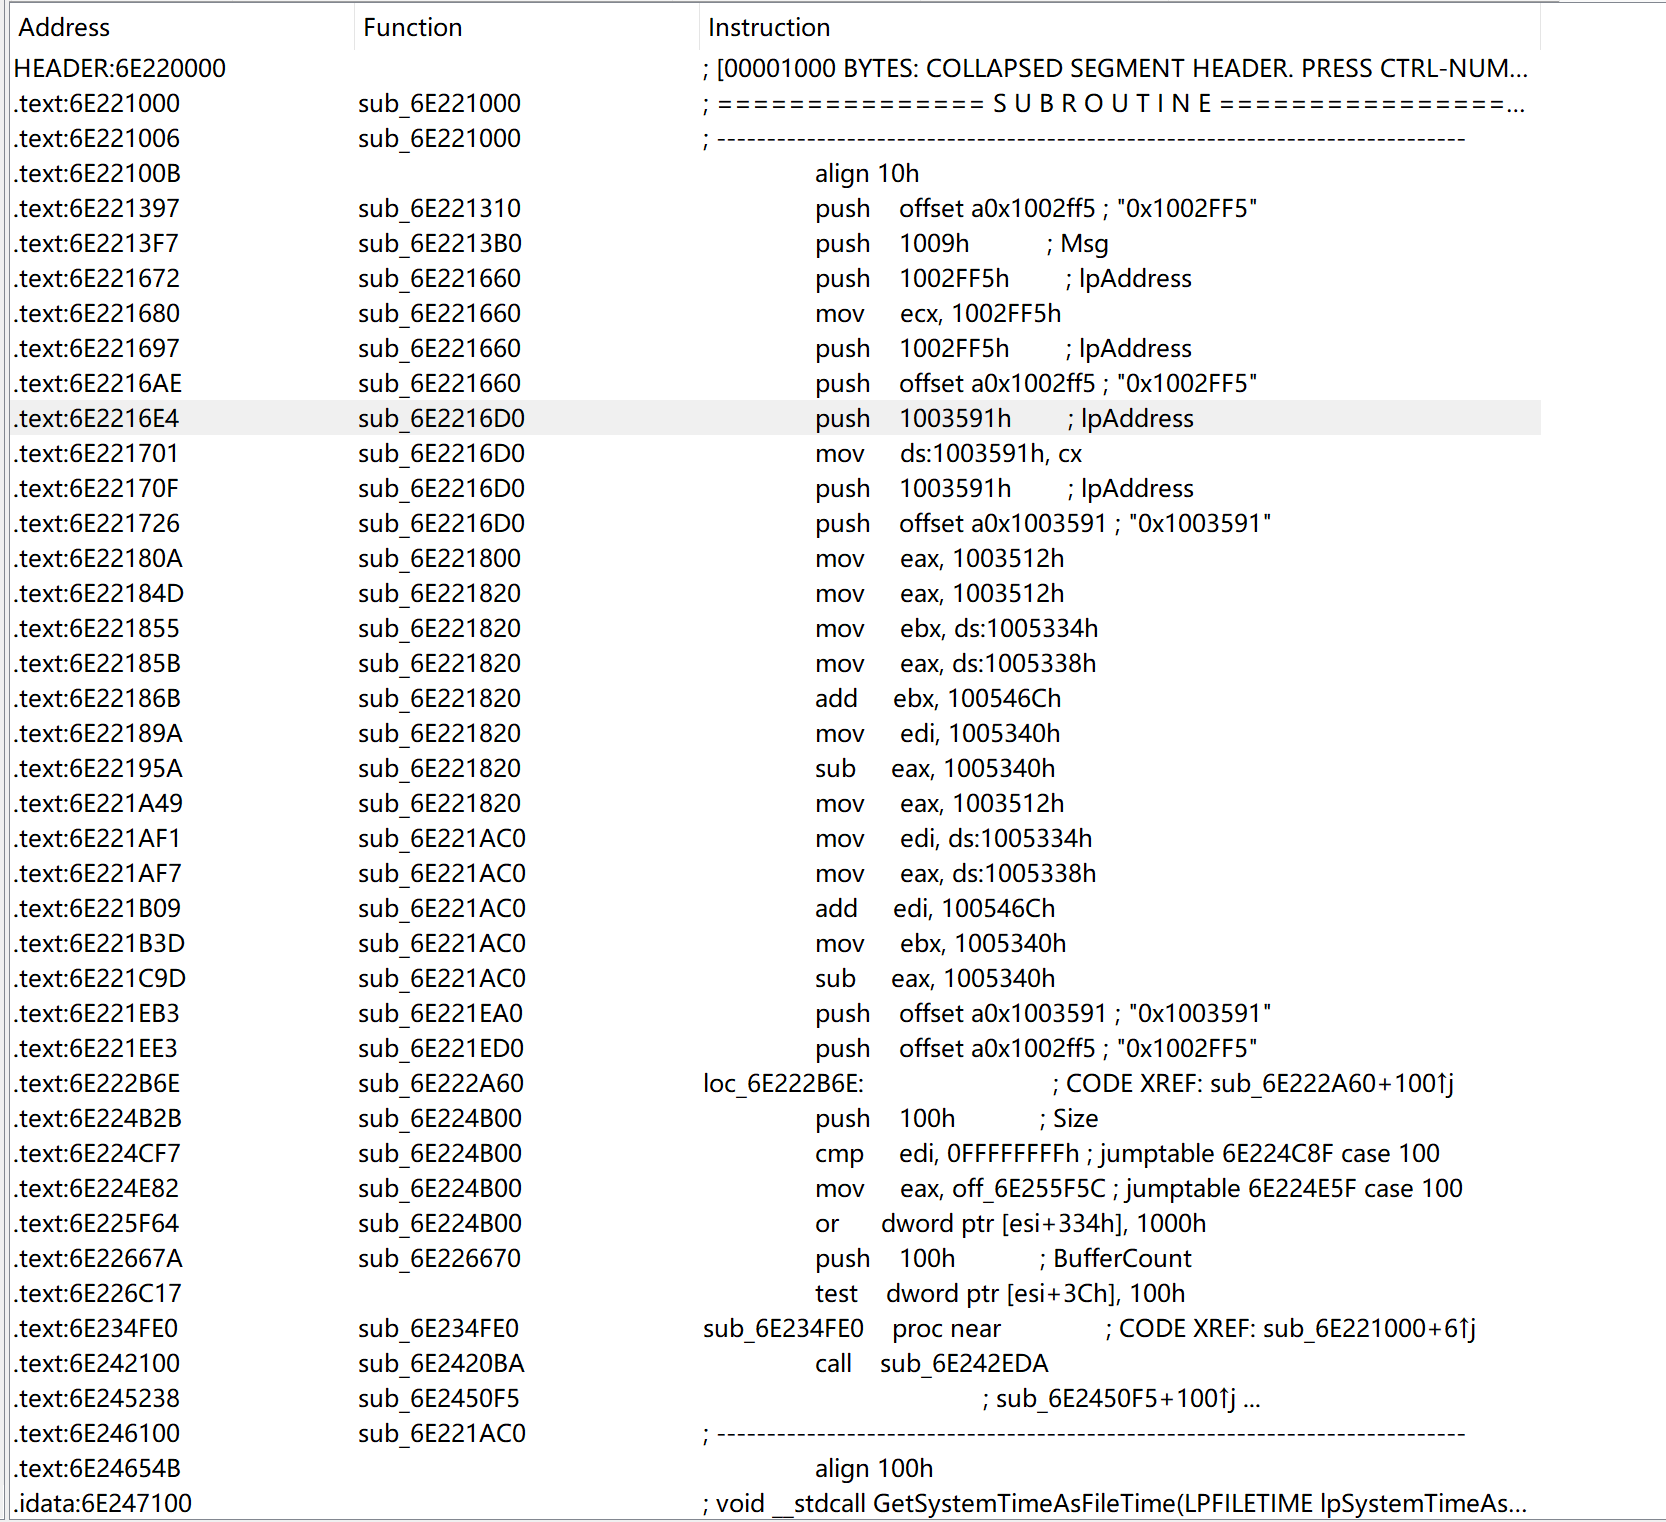 Address Function Instruction
HEADER:6E220000 ; [00001000 BYTES: COLLAPSED SEGMENT HEADER. PRESS CTRL-NUM...
.text:6E221000 sub_6E221000 ; =============== S U B R O U T I N E ================...
.text:6E221006 sub_6E221000 ; ---------------------------------------------------------------------------
.text:6E22100B align 10h
.text:6E221397 sub_6E221310 push offset a0x1002ff5 ; "0x1002FF5"
.text:6E2213F7 sub_6E2213B0 push 1009h ; Msg
.text:6E221672 sub_6E221660 push 1002FF5h ; lpAddress
.text:6E221680 sub_6E221660 mov ecx, 1002FF5h
.text:6E221697 sub_6E221660 push 1002FF5h ; lpAddress
.text:6E2216AE sub_6E221660 push offset a0x1002ff5 ; "0x1002FF5"
.text:6E2216E4 sub_6E2216D0 push 1003591h ; lpAddress
.text:6E221701 sub_6E2216D0 mov ds:1003591h, cx
.text:6E22170F sub_6E2216D0 push 1003591h ; lpAddress
.text:6E221726 sub_6E2216D0 push offset a0x1003591 ; "0x1003591"
.text:6E22180A sub_6E221800 mov eax, 1003512h
.text:6E22184D sub_6E221820 mov eax, 1003512h
.text:6E221855 sub_6E221820 mov ebx, ds:1005334h
.text:6E22185B sub_6E221820 mov eax, ds:1005338h
.text:6E22186B sub_6E221820 add ebx, 100546Ch
.text:6E22189A sub_6E221820 mov edi, 1005340h
.text:6E22195A sub_6E221820 sub eax, 1005340h
.text:6E221A49 sub_6E221820 mov eax, 1003512h
.text:6E221AF1 sub_6E221AC0 mov edi, ds:1005334h
.text:6E221AF7 sub_6E221AC0 mov eax, ds:1005338h
.text:6E221B09 sub_6E221AC0 add edi, 100546Ch
.text:6E221B3D sub_6E221AC0 mov ebx, 1005340h
.text:6E221C9D sub_6E221AC0 sub eax, 1005340h
.text:6E221EB3 sub_6E221EA0 push offset a0x1003591 ; "0x1003591"
.text:6E221EE3 sub_6E221ED0 push offset a0x1002ff5 ; "0x1002FF5"
.text:6E222B6E sub_6E222A60 loc_6E222B6E: ; CODE XREF: sub_6E222A60+100↑j
.text:6E224B2B sub_6E224B00 push 100h ; Size
.text:6E224CF7 sub_6E224B00 cmp edi, 0FFFFFFFFh ; jumptable 6E224C8F case 100
.text:6E224E82 sub_6E224B00 mov eax, off_6E255F5C ; jumptable 6E224E5F case 100
.text:6E225F64 sub_6E224B00 or dword ptr [esi+334h], 1000h
.text:6E22667A sub_6E226670 push 100h ; BufferCount
.text:6E226C17 test dword ptr [esi+3Ch], 100h
.text:6E234FE0 sub_6E234FE0 sub_6E234FE0 proc near ; CODE XREF: sub_6E221000+6↑j
.text:6E242100 sub_6E2420BA call sub_6E242EDA
.text:6E245238 sub_6E2450F5 ; sub_6E2450F5+100↑j ...
.text:6E246100 sub_6E221AC0 ; ---------------------------------------------------------------------------
.text:6E24654B align 100h
.idata:6E247100 ; void __stdcall GetSystemTimeAsFileTime(LPFILETIME lpSystemTimeAs...